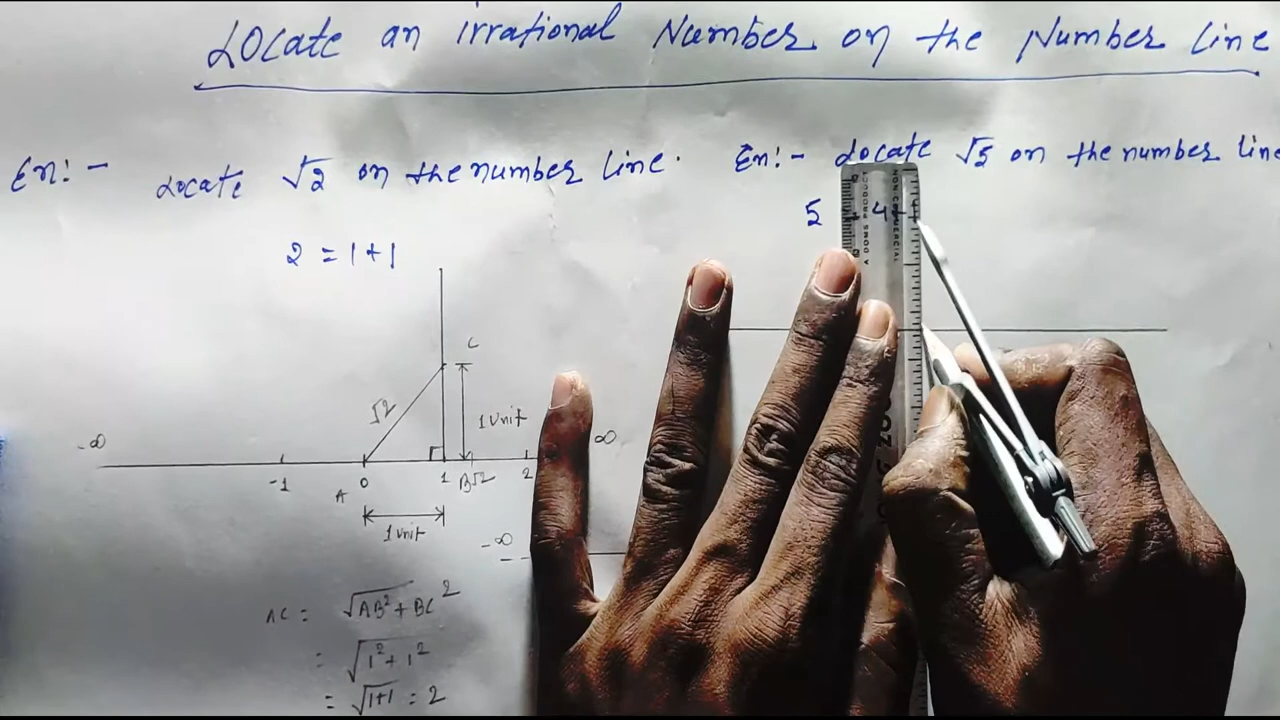 Locate an irrational Number on the Number Line
Ex:- Locate √2 on the number line.
2 = 1+1
C
√2
1 Unit
-∞ ∞
-1 0 1 √2 2
A B
1 unit
AC = √AB²+BC²
= √1²+1²
= √1+1 = 2
Ex:- Locate √5 on the number line
5 = 4+1
-∞